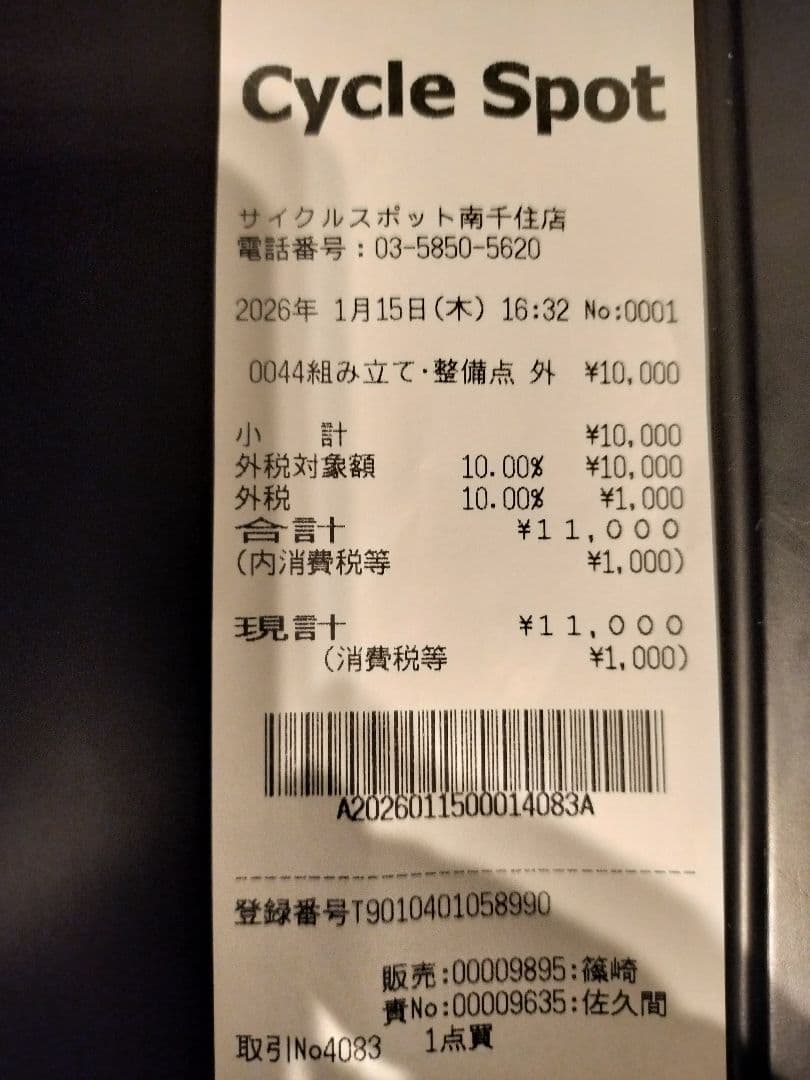 Cycle Spot
サイクルスポット南千住店
電話番号：03-5850-5620
2026年 1月15日(木) 16:32 No:0001
0044組み立て・整備点 外 ¥10,000
小 計 ¥10,000
外税対象額 10.00% ¥10,000
外税 10.00% ¥1,000
合計 ¥11,000
(内消費税等 ¥1,000)
現計 ¥11,000
(消費税等 ¥1,000)
A2026011500014083A
登録番号T9010401058990
販売:00009895:篠崎
責No:00009635:佐久間
取引No4083 1点買